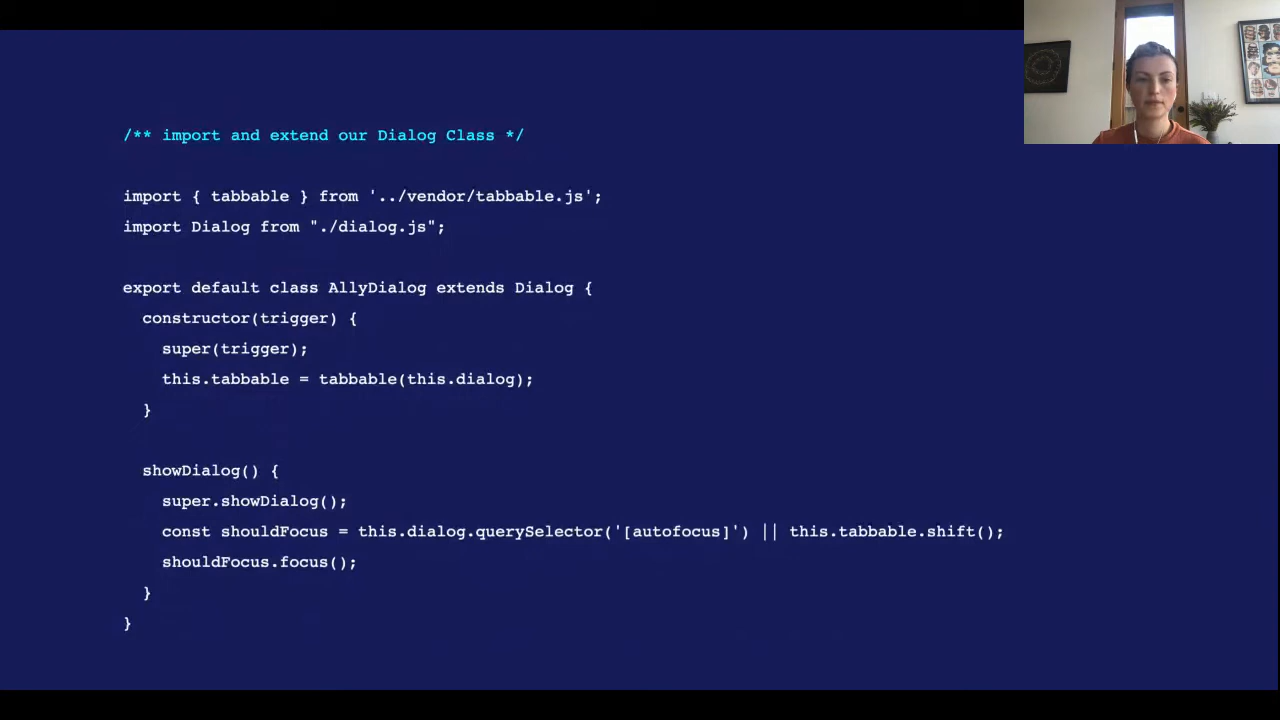 /** import and extend our Dialog Class */
import { tabbable } from '../vendor/tabbable.js';
import Dialog from "./dialog.js";
export default class AllyDialog extends Dialog {
constructor(trigger) {
super(trigger);
this.tabbable = tabbable(this.dialog);
}
showDialog() {
super.showDialog();
const shouldFocus = this.dialog.querySelector('[autofocus]') || this.tabbable.shift();
shouldFocus.focus();
}
}